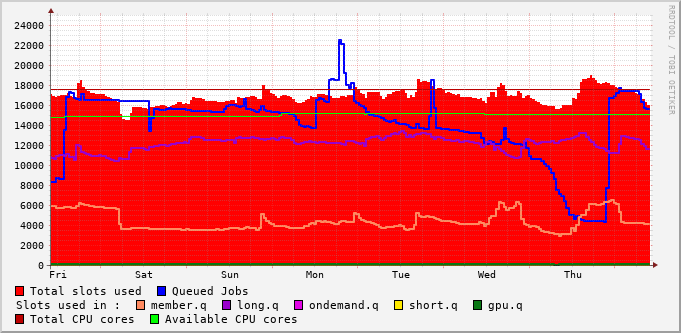 RRDTOOL / TOBI OETIKER
24000
22000
20000
18000
16000
14000
12000
10000
8000
6000
4000
2000
0
Fri Sat Sun Mon Tue Wed Thu
Total slots used Queued Jobs
Slots used in : member.q long.q ondemand.q short.q gpu.q
Total CPU cores Available CPU cores